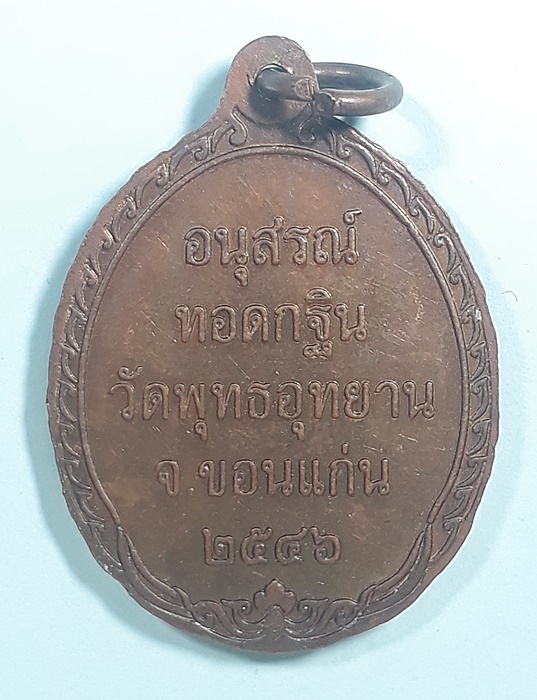 อนุสรณ์
ทอดกฐิน
วัดพุทธอุทยาน
จ.ขอนแก่น
๒๕๔๖